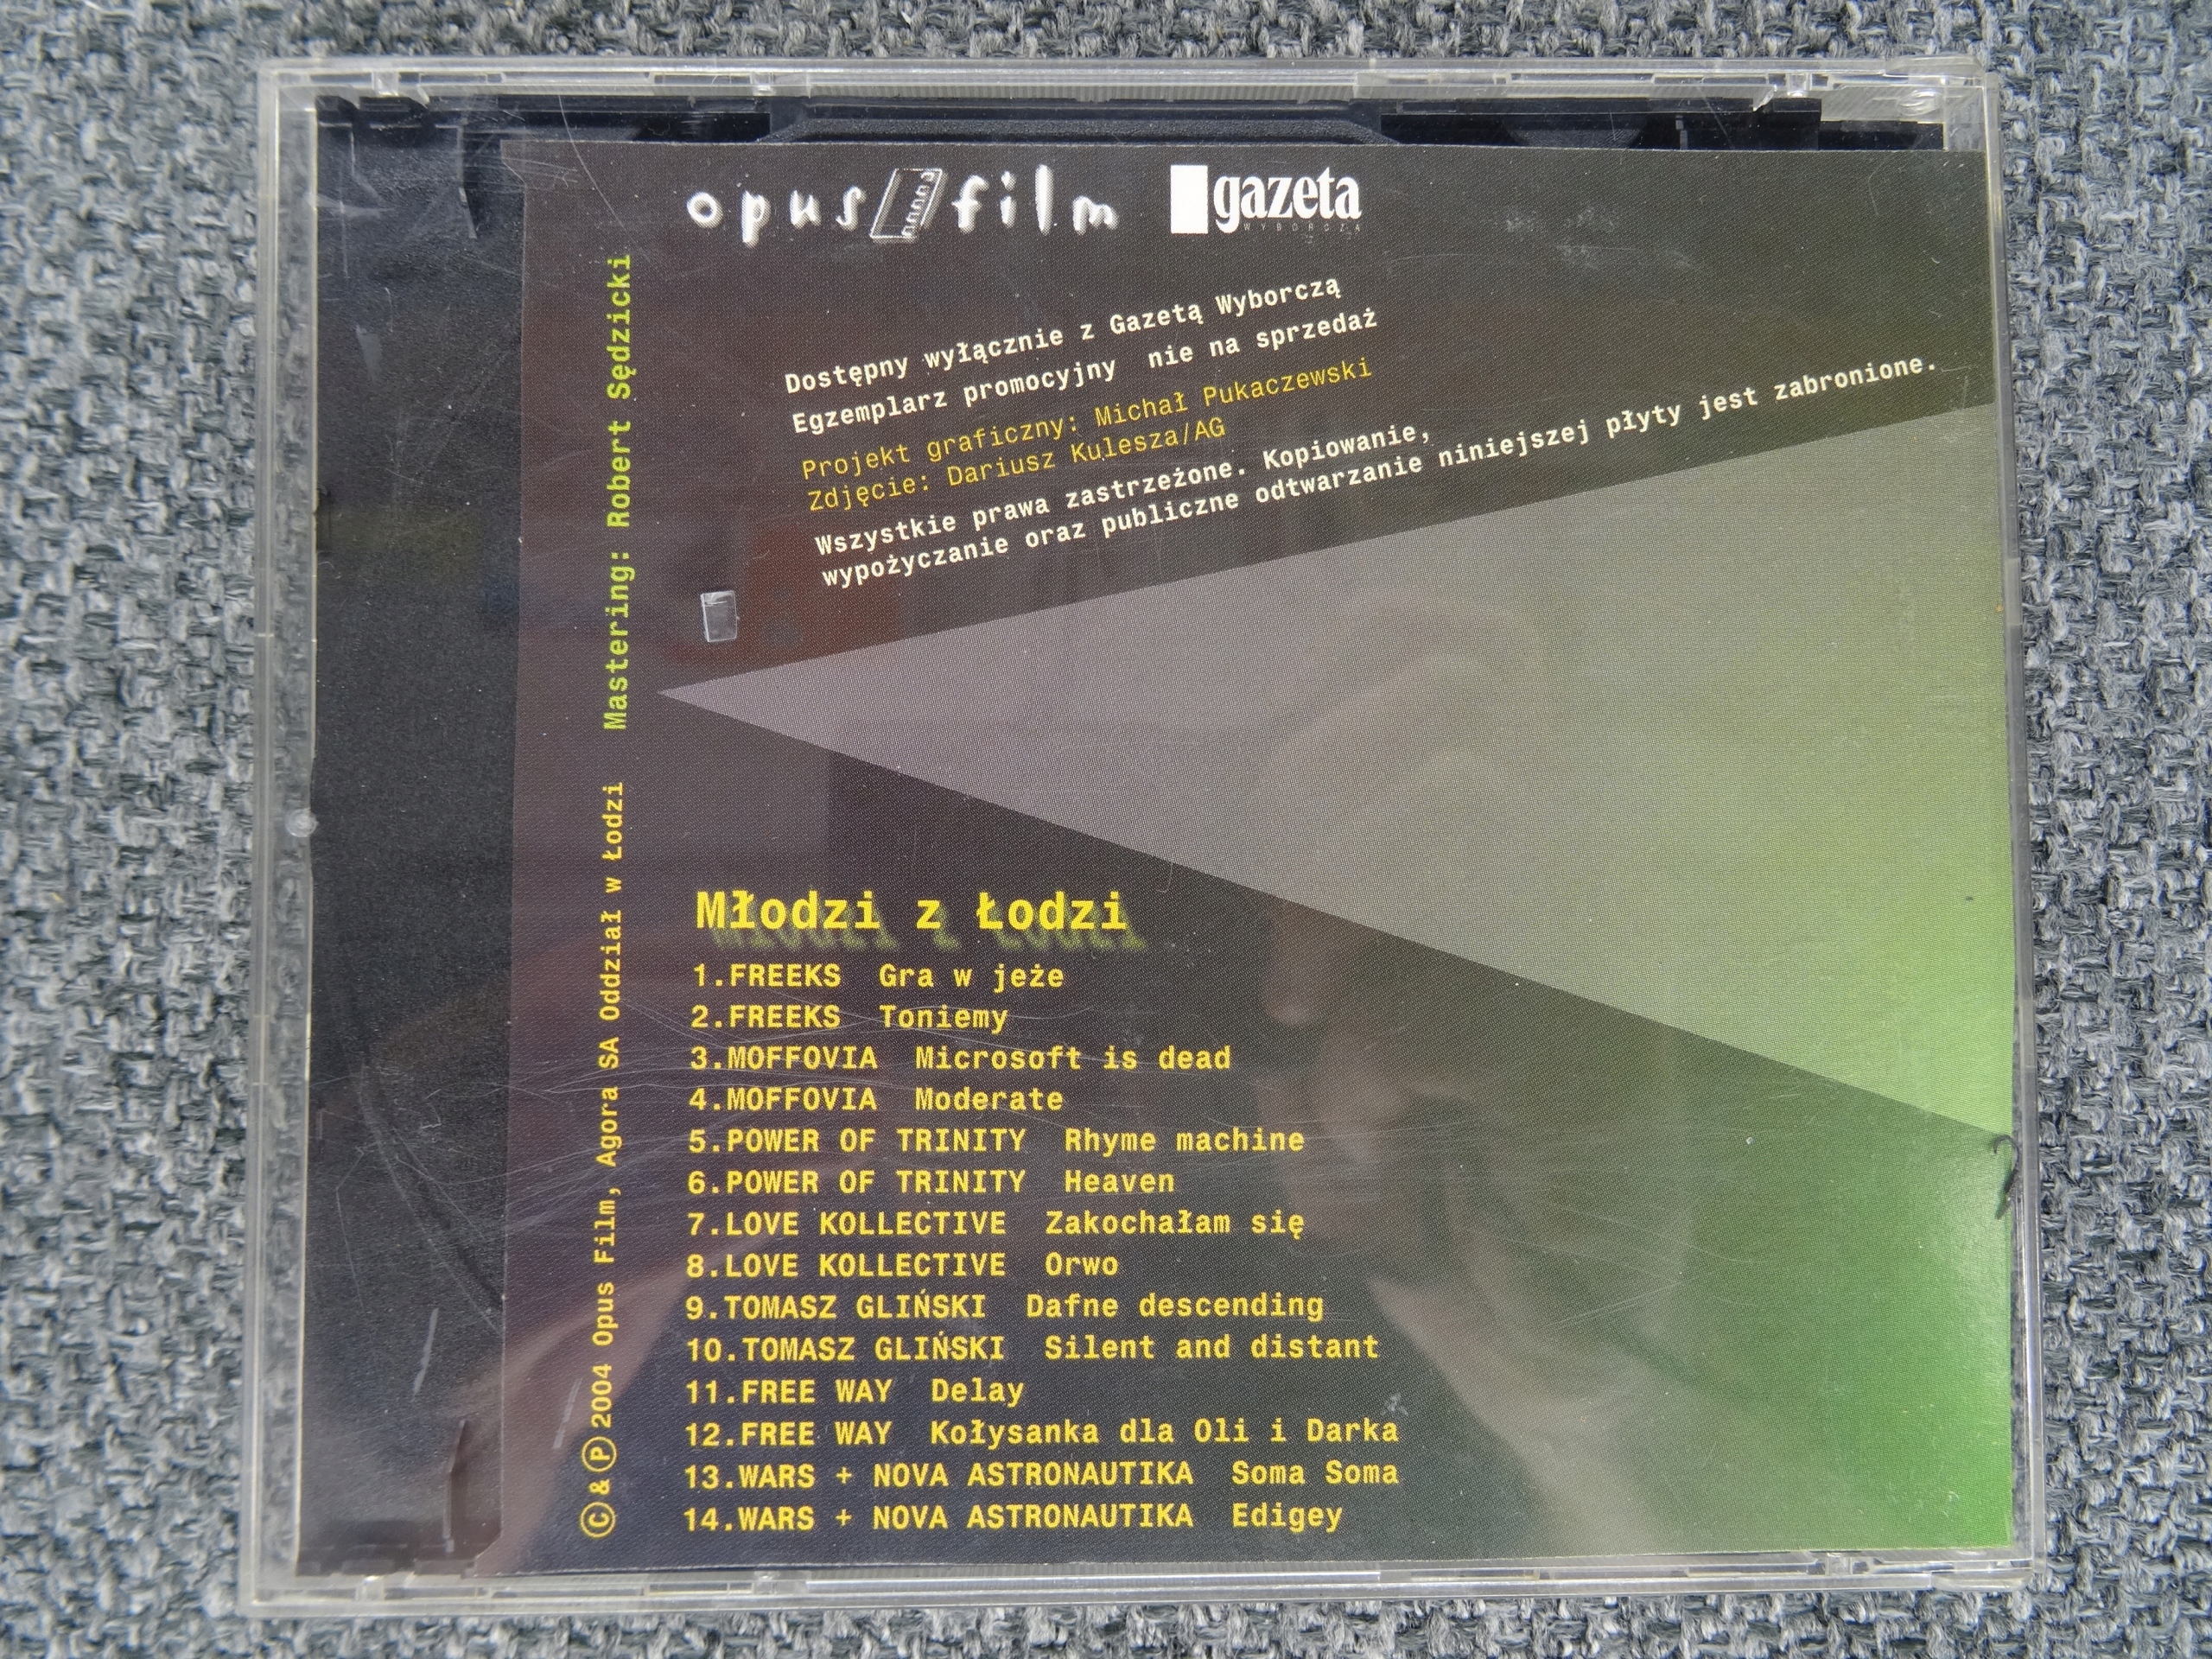 opus film
gazeta
WYBORCZA
Dostępny wyłącznie z Gazetą Wyborczą
Egzemplarz promocyjny nie na sprzedaż
Projekt graficzny: Michał Pukaczewski
Zdjęcie: Dariusz Kulesza/AG
Wszystkie prawa zastrzeżone. Kopiowanie,
wypożyczanie oraz publiczne odtwarzanie niniejszej płyty jest zabronione.
©&℗2004 Opus Film, Agora SA Oddział w Łodzi Mastering: Robert Sędzicki
Młodzi z Łodzi
1.FREEKS Gra w jeże
2.FREEKS Toniemy
3.MOFFOVIA Microsoft is dead
4.MOFFOVIA Moderate
5.POWER OF TRINITY Rhyme machine
6.POWER OF TRINITY Heaven
7.LOVE KOLLECTIVE Zakochałam się
8.LOVE KOLLECTIVE Orwo
9.TOMASZ GLIŃSKI Dafne descending
10.TOMASZ GLIŃSKI Silent and distant
11.FREE WAY Delay
12.FREE WAY Kołysanka dla Oli i Darka
13.WARS + NOVA ASTRONAUTIKA Soma Soma
14.WARS + NOVA ASTRONAUTIKA Edigey